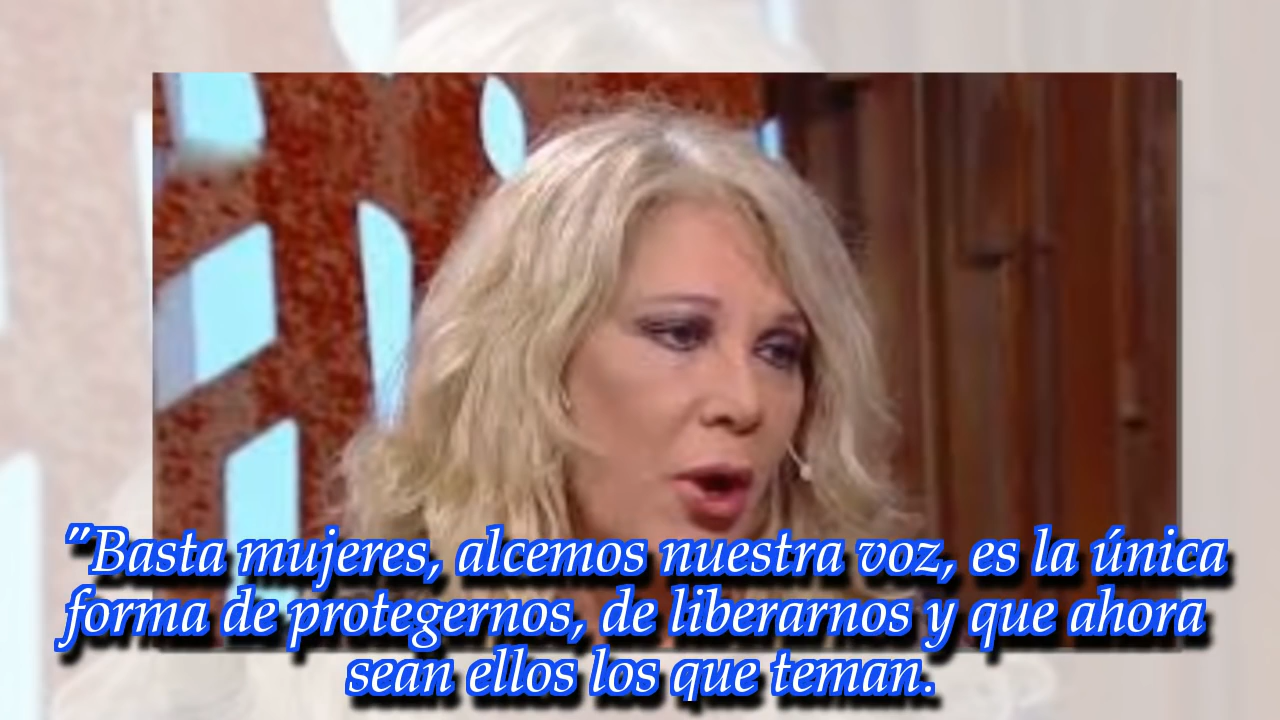 "Basta mujeres, alcemos nuestra voz, es la única
forma de protegernos, de liberarnos y que ahora
sean ellos los que teman.